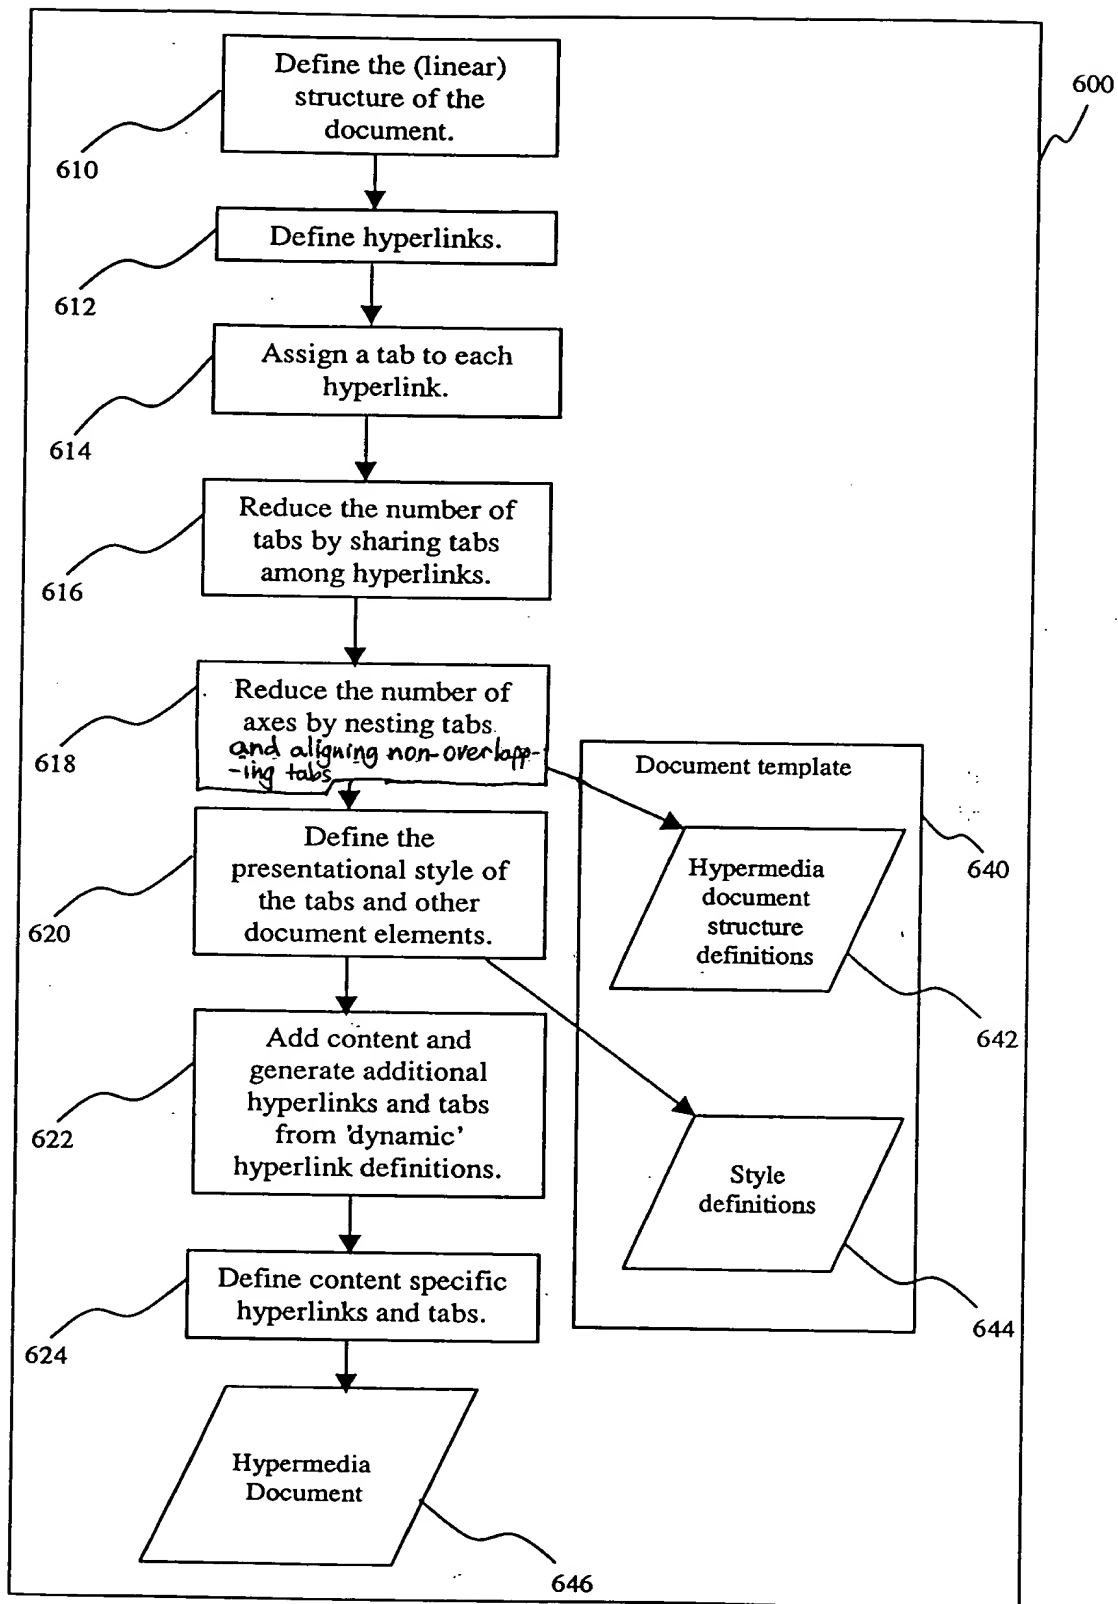 600
Define the (linear)
structure of the
document.
610
Define hyperlinks.
612
Assign a tab to each
hyperlink.
614
Reduce the number of
tabs by sharing tabs
among hyperlinks.
616
Reduce the number of
axes by nesting tabs
and aligning non-overlapp-
-ing tabs
618
Document template
640
Hypermedia
document
structure
definitions
642
Define the
presentational style of
the tabs and other
document elements.
620
Add content and
generate additional
hyperlinks and tabs
from 'dynamic'
hyperlink definitions.
622
Style
definitions
644
Define content specific
hyperlinks and tabs.
624
Hypermedia
Document
646